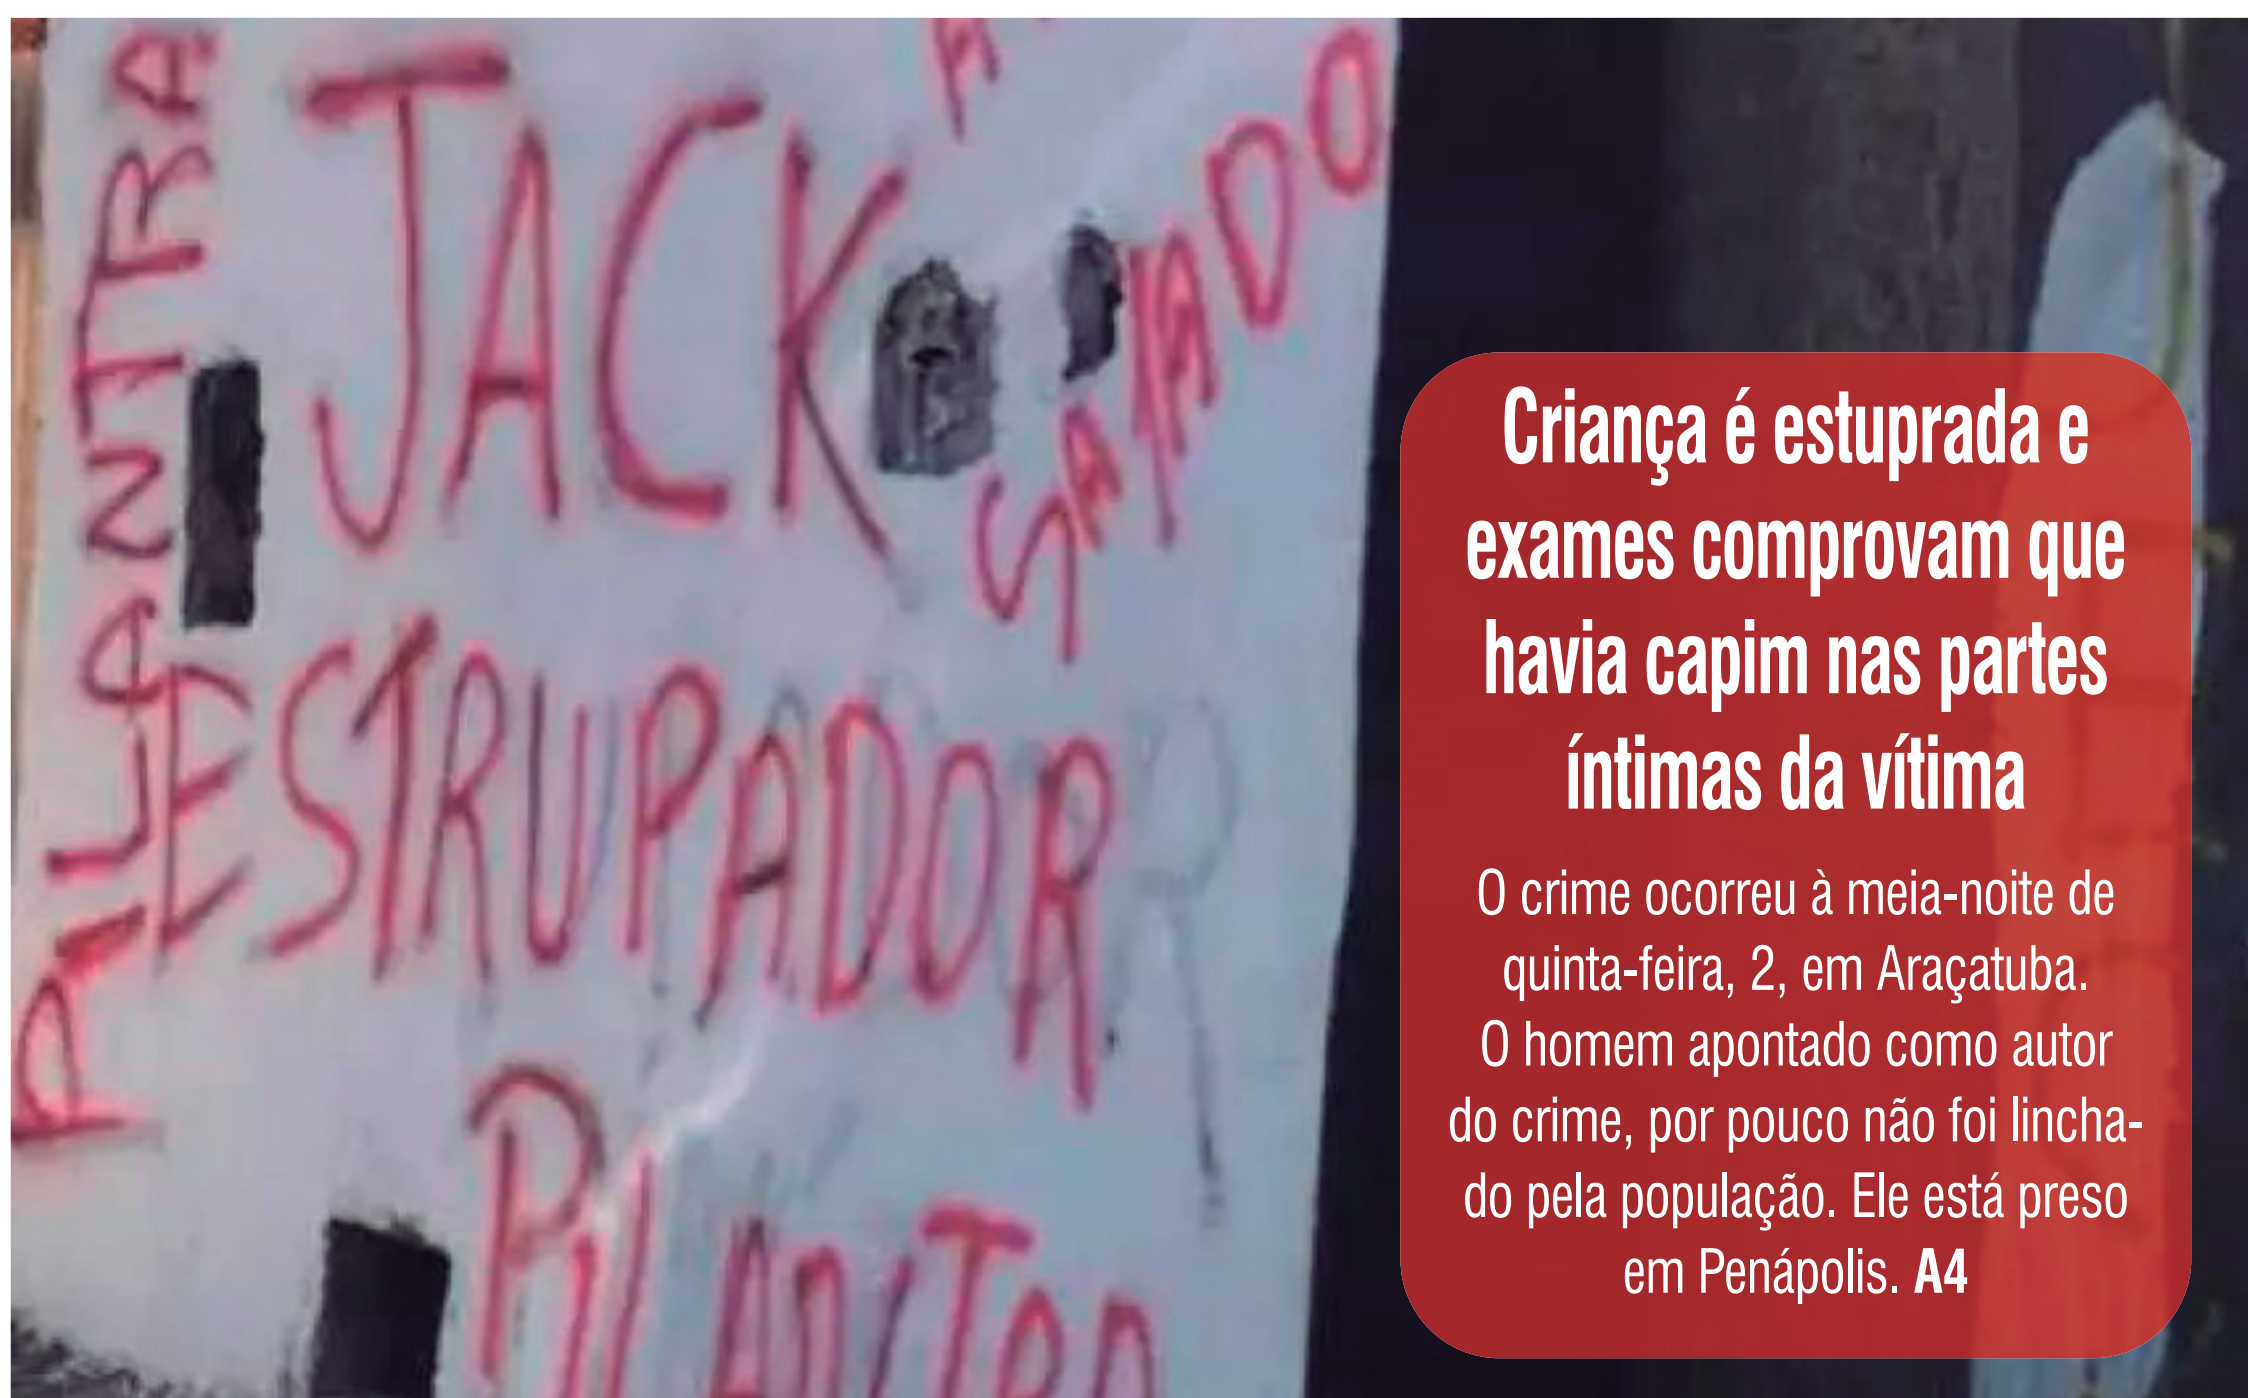 PILANTRA
JACK
SAFADO
ESTRUPADOR
PILANTRA
Criança é estuprada e
exames comprovam que
havia capim nas partes
íntimas da vítima
O crime ocorreu à meia-noite de
quinta-feira, 2, em Araçatuba.
O homem apontado como autor
do crime, por pouco não foi lincha-
do pela população. Ele está preso
em Penápolis. A4